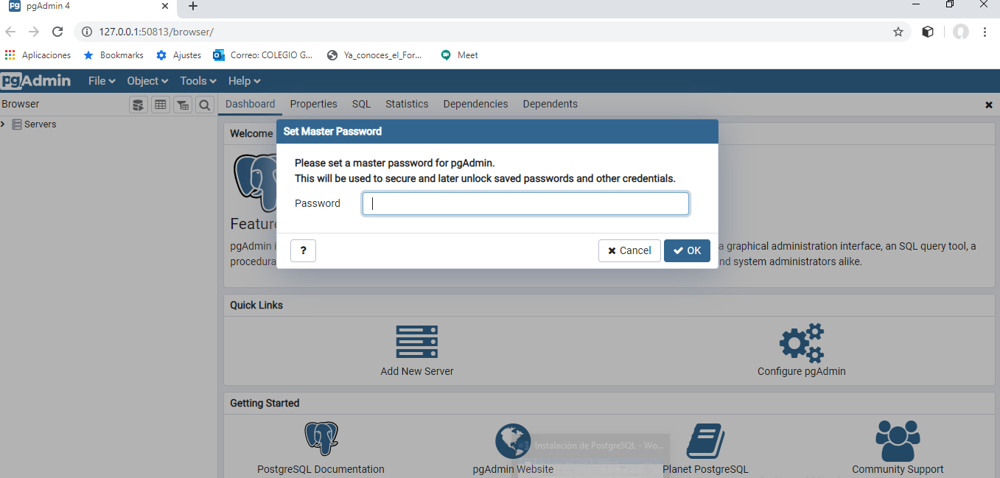 pgAdmin 4
127.0.0.1:50813/browser/
Aplicaciones Bookmarks Ajustes Correo: COLEGIO G... Ya_conoces_el_For... Meet
pgAdmin File Object Tools Help
Browser Dashboard Properties SQL Statistics Dependencies Dependents
Servers
Welcome
Set Master Password
Please set a master password for pgAdmin.
This will be used to secure and later unlock saved passwords and other credentials.
Password
? Cancel OK
Feature
pgAdmin i
a graphical administration interface, an SQL query tool, a
procedura
nd system administrators alike.
Quick Links
Add New Server Configure pgAdmin
Getting Started
Instalación de PostgreSQL - Wo...
PostgreSQL Documentation pgAdmin Website Planet PostgreSQL Community Support